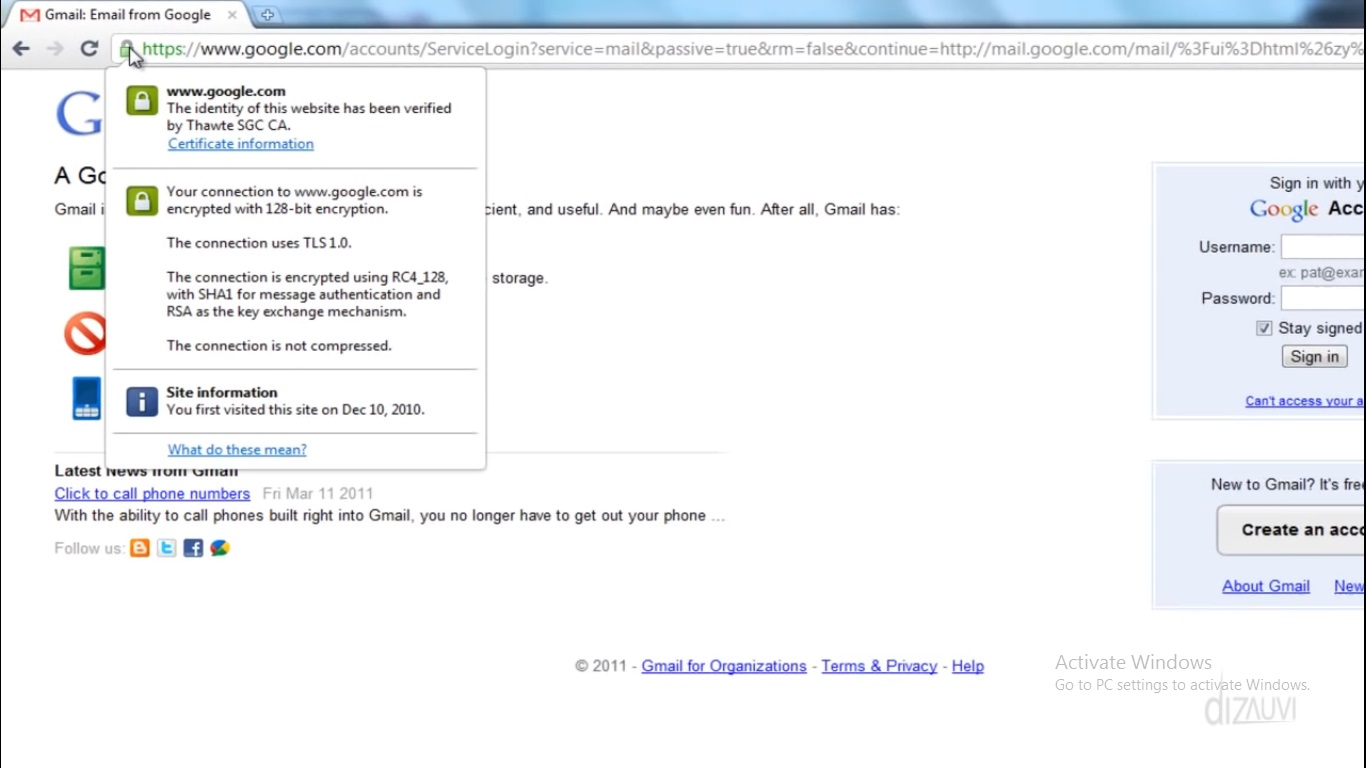 Gmail: Email from Google
https://www.google.com/accounts/ServiceLogin?service=mail&passive=true&rm=false&continue=http://mail.google.com/mail/%3Fui%3Dhtml%26zy%
www.google.com
The identity of this website has been verified
by Thawte SGC CA.
Certificate information
Your connection to www.google.com is
encrypted with 128-bit encryption.
The connection uses TLS 1.0.
The connection is encrypted using RC4_128,
with SHA1 for message authentication and
RSA as the key exchange mechanism.
The connection is not compressed.
Site information
You first visited this site on Dec 10, 2010.
What do these mean?
G
A Go
Gmail i
cient, and useful. And maybe even fun. After all, Gmail has:
storage.
Latest News from Gmail
Click to call phone numbers Fri Mar 11 2011
With the ability to call phones built right into Gmail, you no longer have to get out your phone ...
Follow us:
Sign in with y
Google Acc
Username:
ex: pat@exar
Password:
Stay signed
Sign in
Can't access your a
New to Gmail? It's free
Create an acco
About Gmail New
© 2011 - Gmail for Organizations - Terms & Privacy - Help
Activate Windows
Go to PC settings to activate Windows.
dizauvi